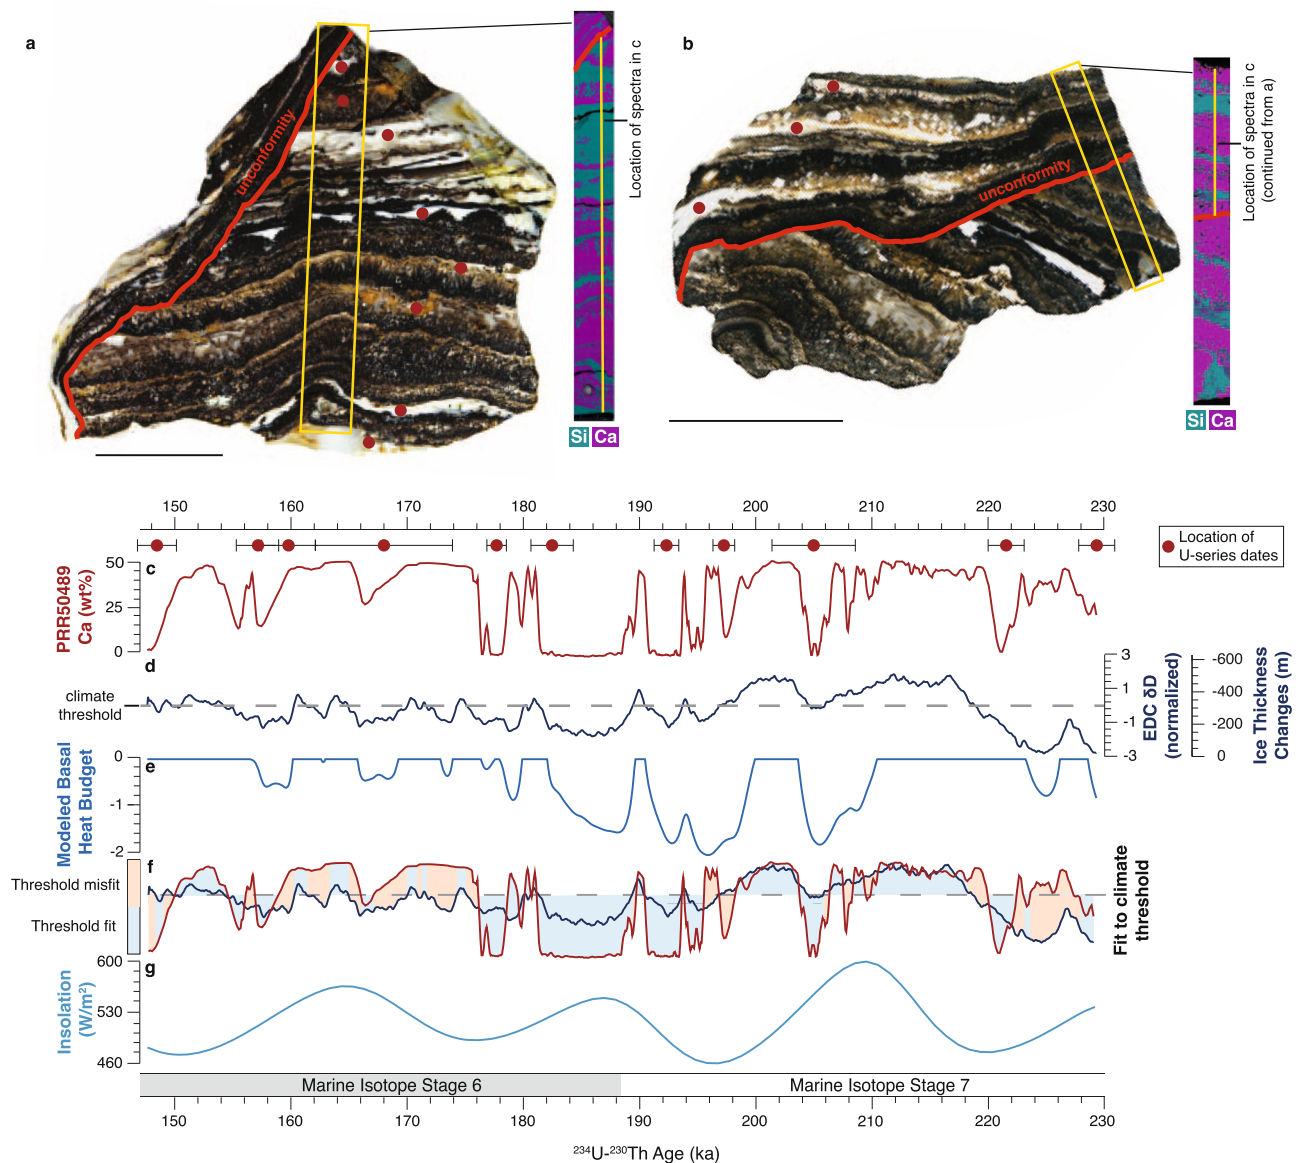 a
b
unconformity
unconformity
Location of spectra in c
Location of spectra in c
(continued from a)
Si Ca
Si Ca
150 160 170 180 190 200 210 220 230
Location of
U-series dates
c
PRR50489
Ca (wt%)
50
25
0
d
climate
threshold
3
1
-1
-3
EDC δD
(normalized)
-600
-400
-200
0
Ice Thickness
Changes (m)
e
Modeled Basal
Heat Budget
0
-1
-2
f
Threshold misfit
Threshold fit
Fit to climate
threshold
g
Insolation
(W/m²)
600
530
460
Marine Isotope Stage 6 Marine Isotope Stage 7
150 160 170 180 190 200 210 220 230
²³⁴U-²³⁰Th Age (ka)